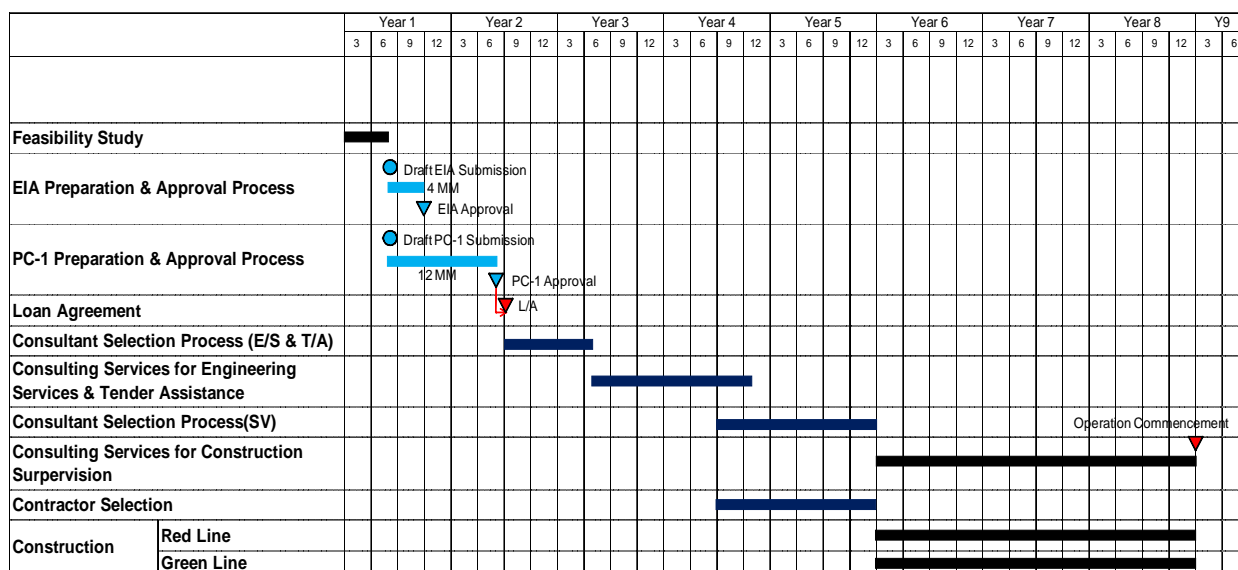 Year 1 Year 2 Year 3 Year 4 Year 5 Year 6 Year 7 Year 8 Y9
3 6 9 12 3 6 9 12 3 6 9 12 3 6 9 12 3 6 9 12 3 6 9 12 3 6 9 12 3 6 9 12 3 6
Feasibility Study
EIA Preparation & Approval Process
Draft EIA Submission
4 MM
EIA Approval
PC-1 Preparation & Approval Process
Draft PC-1 Submission
12 MM
PC-1 Approval
Loan Agreement
L/A
Consultant Selection Process (E/S & T/A)
Consulting Services for Engineering
Services & Tender Assistance
Consultant Selection Process(SV)
Operation Commencement
Consulting Services for Construction
Surpervision
Contractor Selection
Construction
Red Line
Green Line